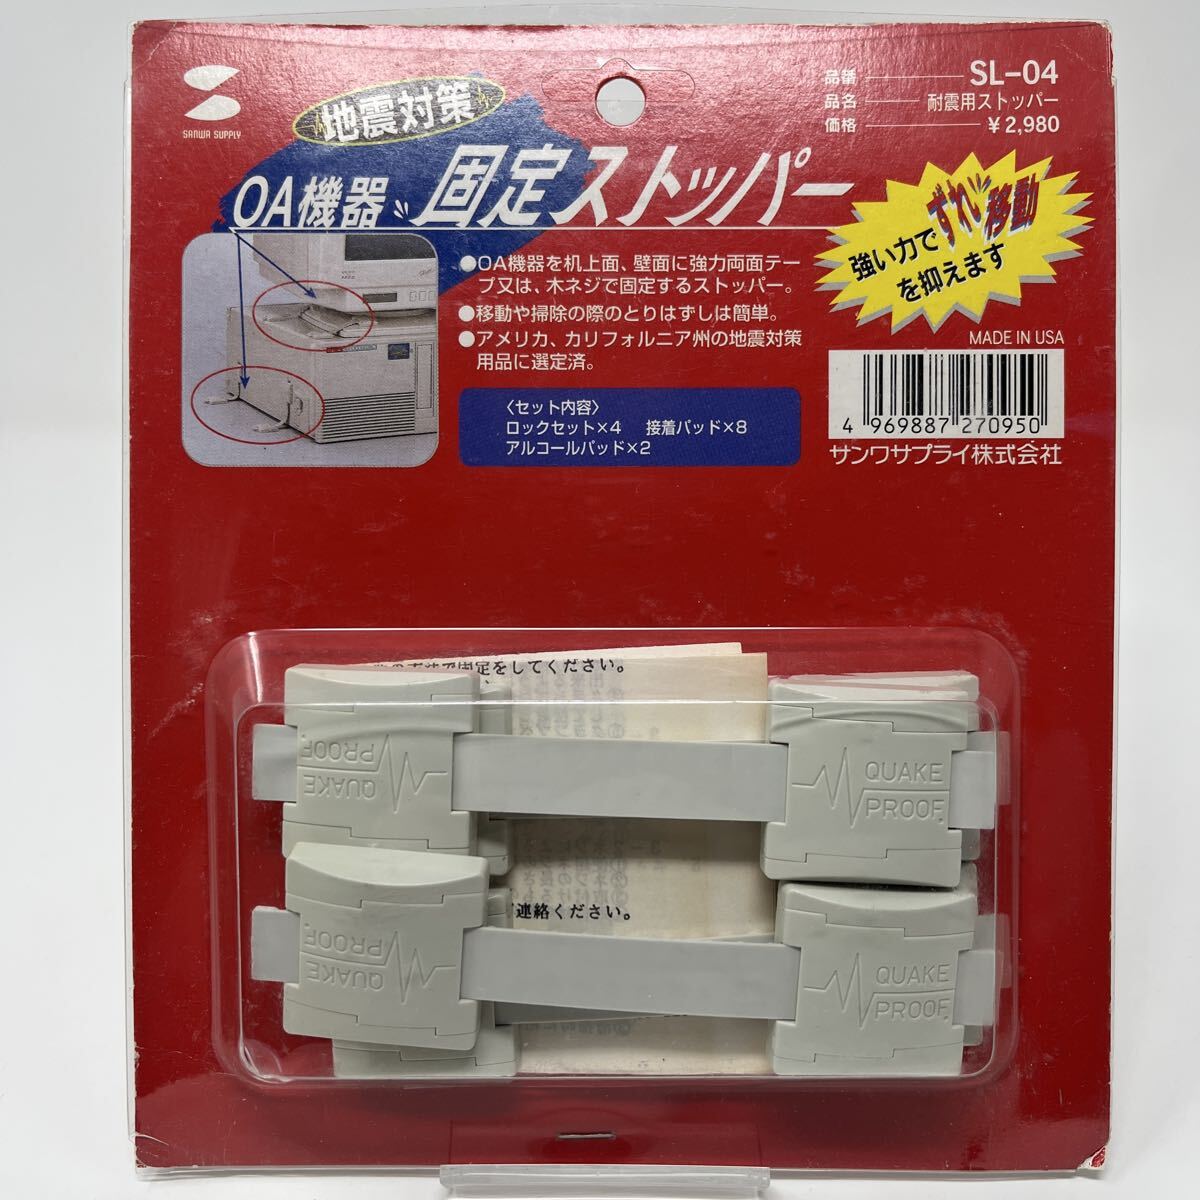 SANWA SUPPLY
地震対策
OA機器 固定ストッパー
品番 SL-04
品名 耐震用ストッパー
価格 ¥2,980
強い力で
ずれ・移動
を抑えます
●OA機器を机上面、壁面に強力両面テー
プ又は、木ネジで固定するストッパー。
●移動や掃除の際のとりはずしは簡単。
●アメリカ、カリフォルニア州の地震対策
用品に選定済。
〈セット内容〉
ロックセット×4 接着パッド×8
アルコールパッド×2
MADE IN USA
4 969887 270950
サンワサプライ株式会社
固定をしてください。
連絡ください。
QUAKE
PROOF.
QUAKE
PROOF.
QUAKE
PROOF.
QUAKE
PROOF.